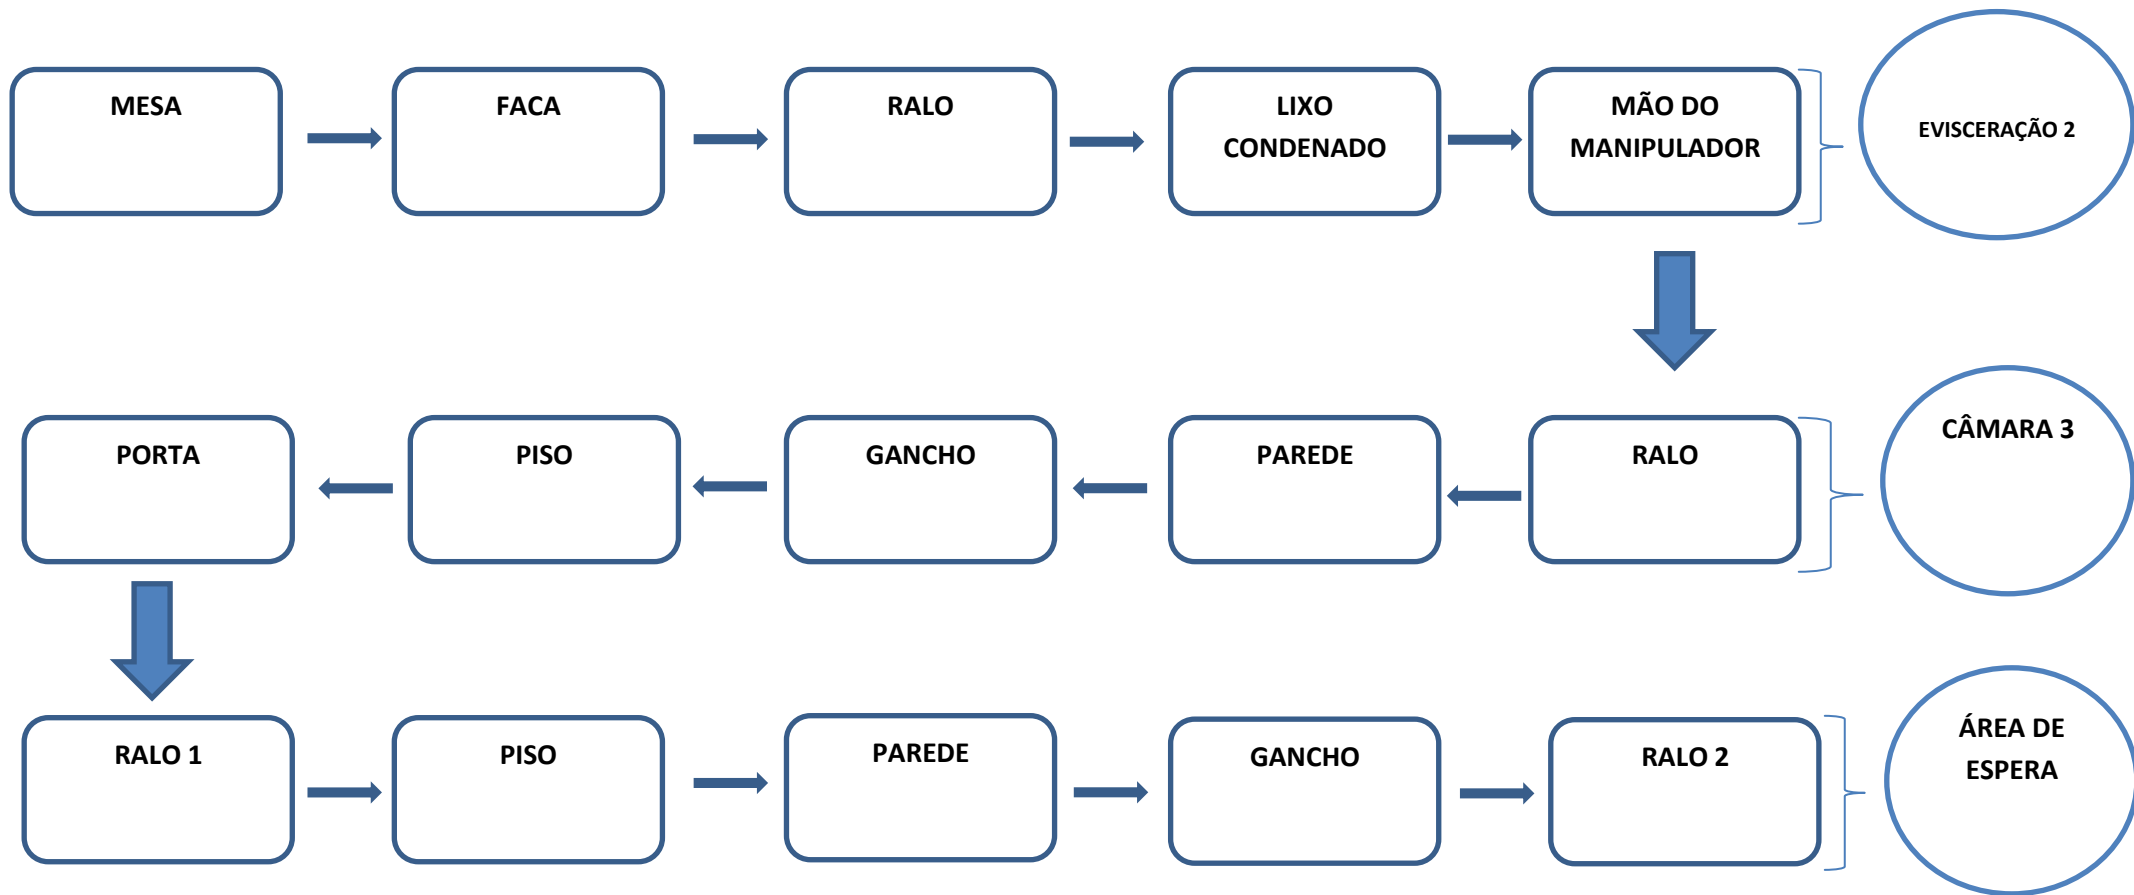 MESA
FACA
RALO
LIXO
CONDENADO
MÃO DO
MANIPULADOR
EVISCERAÇÃO 2
PORTA
PISO
GANCHO
PAREDE
RALO
CÂMARA 3
RALO 1
PISO
PAREDE
GANCHO
RALO 2
ÁREA DE
ESPERA